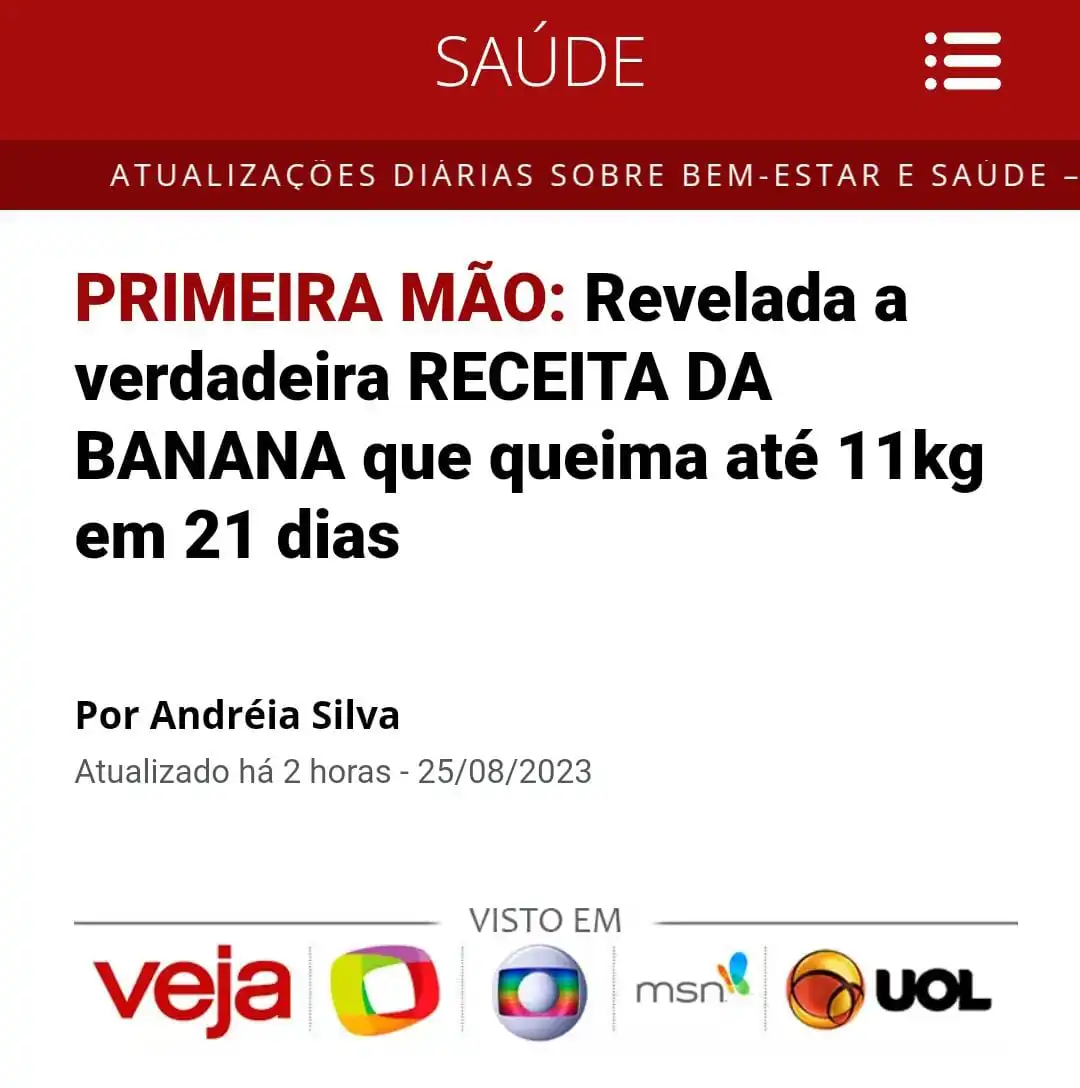 SAÚDE
ATUALIZAÇÕES DIÁRIAS SOBRE BEM-ESTAR E SAÚDE –
PRIMEIRA MÃO: Revelada a
verdadeira RECEITA DA
BANANA que queima até 11kg
em 21 dias
Por Andréia Silva
Atualizado há 2 horas - 25/08/2023
VISTO EM
veja
msn
UOL